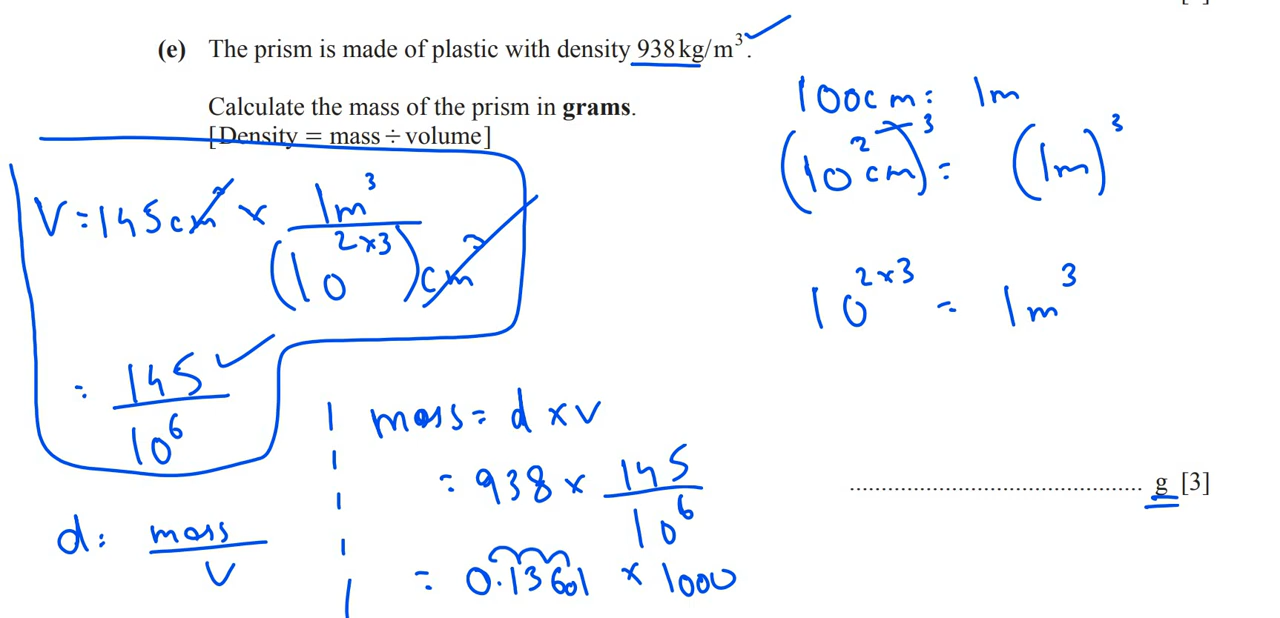 (e) The prism is made of plastic with density 938 kg/m³.
Calculate the mass of the prism in grams.
[Density = mass ÷ volume]
100cm = 1m
(10² cm)³ = (1m)³
10^(2×3) = 1m³
V = 145cm³ × 1m³ / (10^(2×3)) cm³
= 145 / 10⁶
d = mass / V
mass = d × v
= 938 × 145 / 10⁶
= 0.13601 × 1000
........................................ g [3]